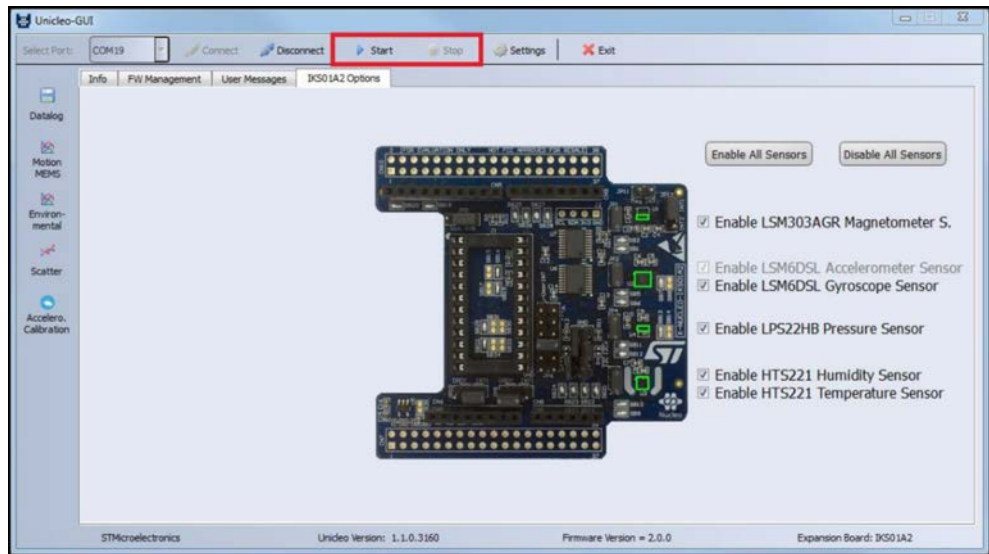 Unicleo-GUI
Select Port: COM19 Connect Disconnect Start Stop Settings Exit
Info FW Management User Messages IKS01A2 Options
Datalog
Motion
MEMS
Environ-
mental
Scatter
Accelero.
Calibration
Enable All Sensors Disable All Sensors
Enable LSM303AGR Magnetometer S.
Enable LSM6DSL Accelerometer Sensor
Enable LSM6DSL Gyroscope Sensor
Enable LPS22HB Pressure Sensor
Enable HTS221 Humidity Sensor
Enable HTS221 Temperature Sensor
X-NUCLEO-IKS01A2
Nucleo
STMicroelectronics Unicleo Version: 1.1.0.3160 Firmware Version = 2.0.0 Expansion Board: IKS01A2